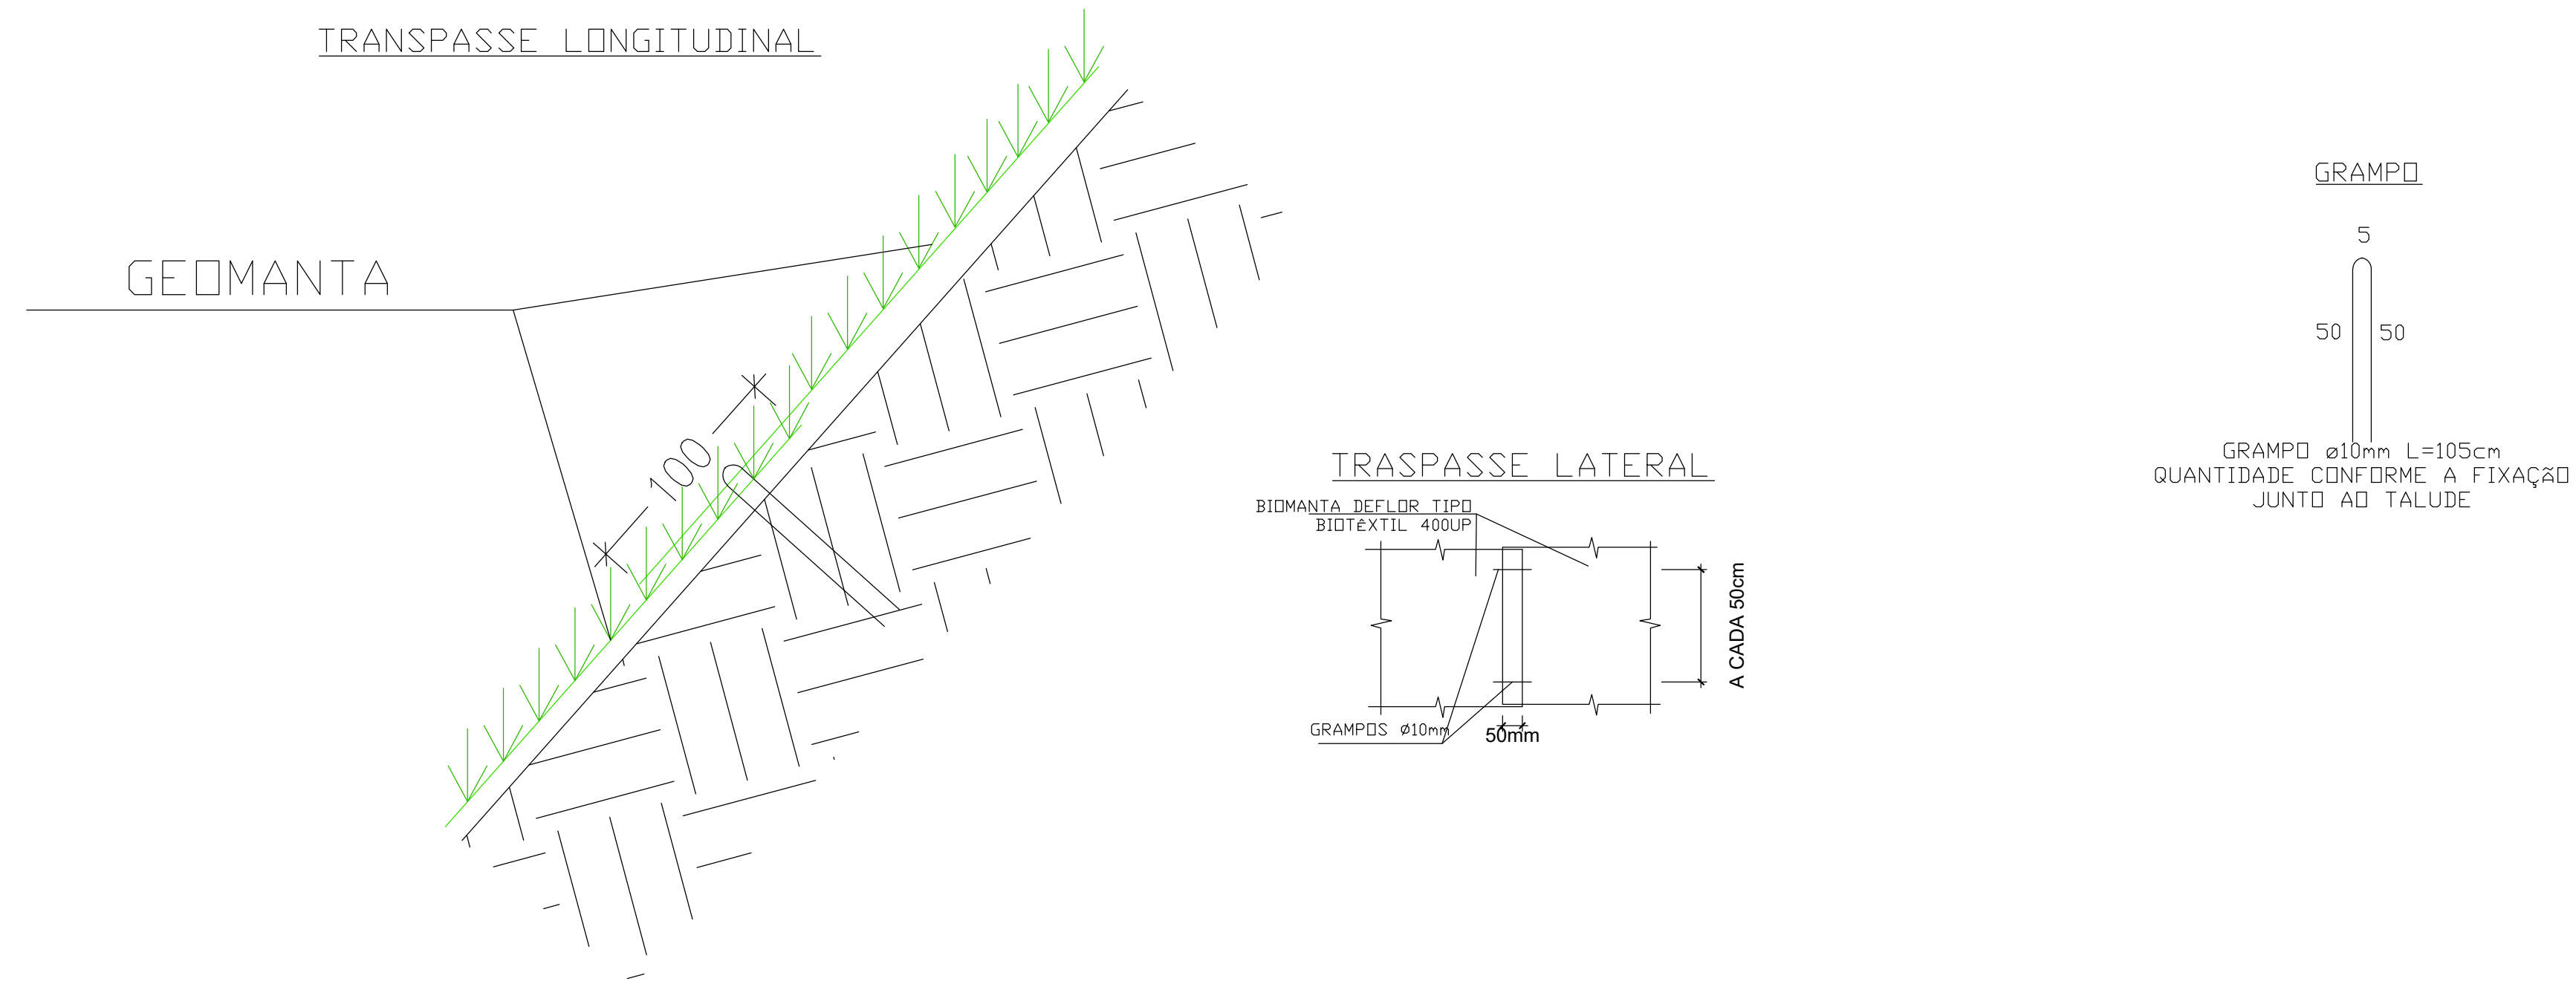 TRANSPASSE LONGITUDINAL
GEOMANTA
100
TRASPASSE LATERAL
BIOMANTA DEFLOR TIPO
BIOTÊXTIL 400UP
A CADA 50cm
GRAMPOS Ø10mm
50mm
GRAMPO
5
50 50
GRAMPO ø10mm L=105cm
QUANTIDADE CONFORME A FIXAÇÃO
JUNTO AO TALUDE